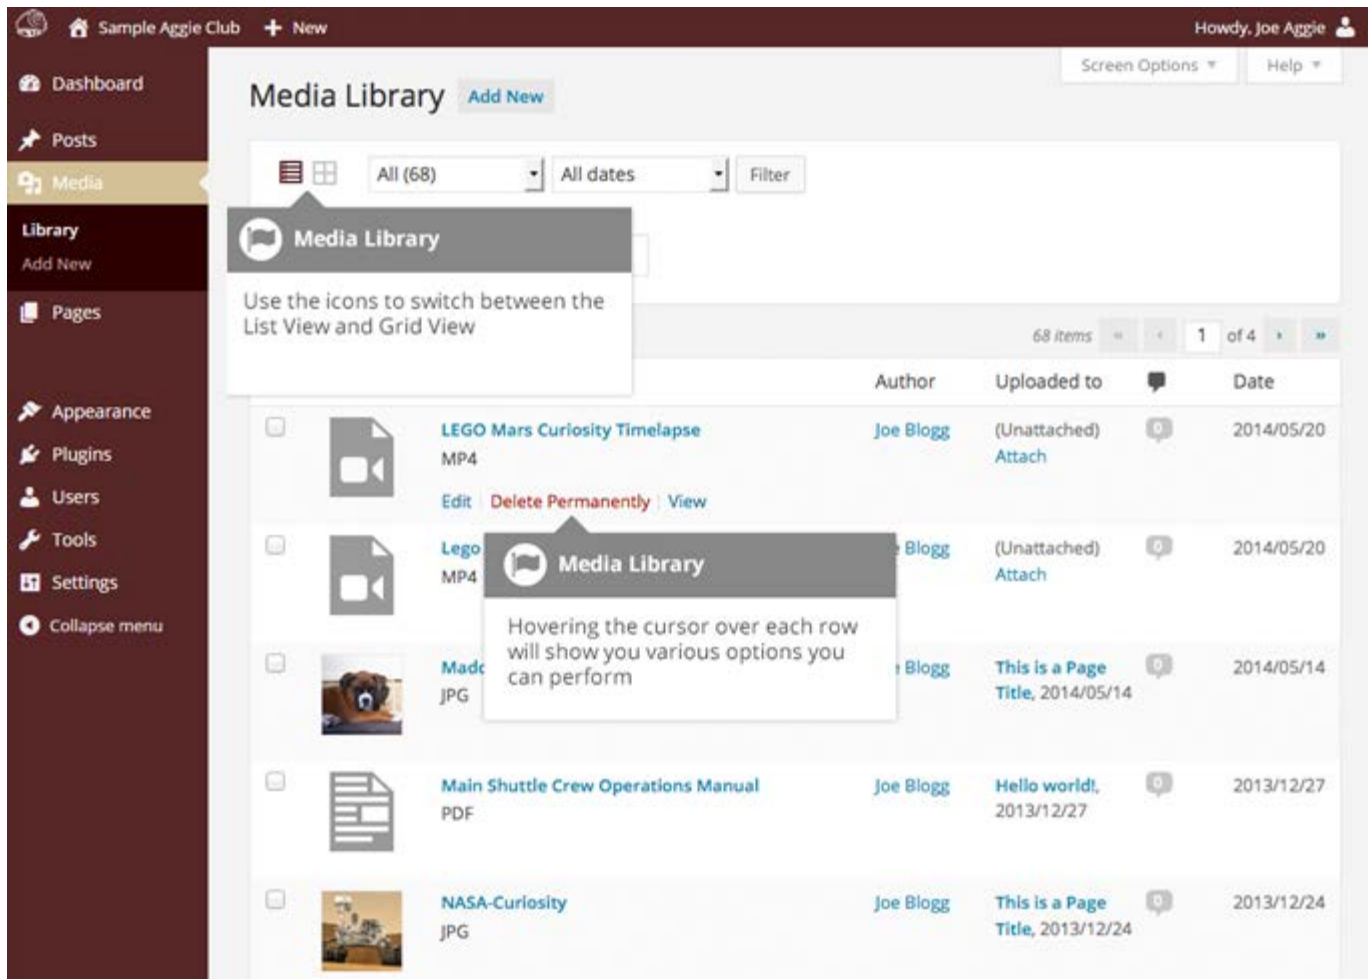 Sample Aggie Club + New
Howdy, Joe Aggie
Dashboard
Posts
Media
Library
Add New
Pages
Appearance
Plugins
Users
Tools
Settings
Collapse menu
Screen Options
Help
Media Library Add New
All (68) All dates Filter
Media Library
Use the icons to switch between the
List View and Grid View
68 items « ‹ 1 of 4 › »
Author Uploaded to Date
LEGO Mars Curiosity Timelapse Joe Blogg (Unattached) 0 2014/05/20
MP4 Attach
Edit | Delete Permanently | View
Lego Blogg (Unattached) 0 2014/05/20
MP4 Attach
Media Library
Hovering the cursor over each row
will show you various options you
can perform
Blogg This is a Page 0 2014/05/14
JPG Title, 2014/05/14
Main Shuttle Crew Operations Manual Joe Blogg Hello world!, 0 2013/12/27
PDF 2013/12/27
NASA-Curiosity Joe Blogg This is a Page 0 2013/12/24
JPG Title, 2013/12/24